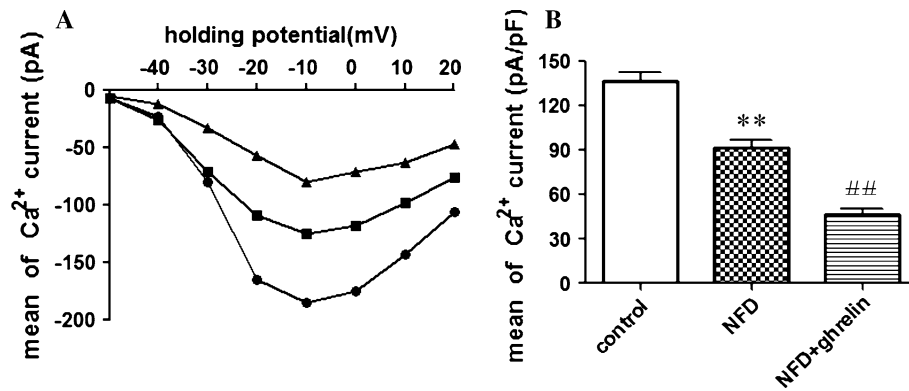 A
holding potential(mV)
-40 -30 -20 -10 0 10 20
mean of Ca2+ current (pA)
0
-50
-100
-150
-200
B
mean of Ca2+ current (pA/pF)
150
120
90
60
30
0
**
##
control
NFD
NFD+ghrelin